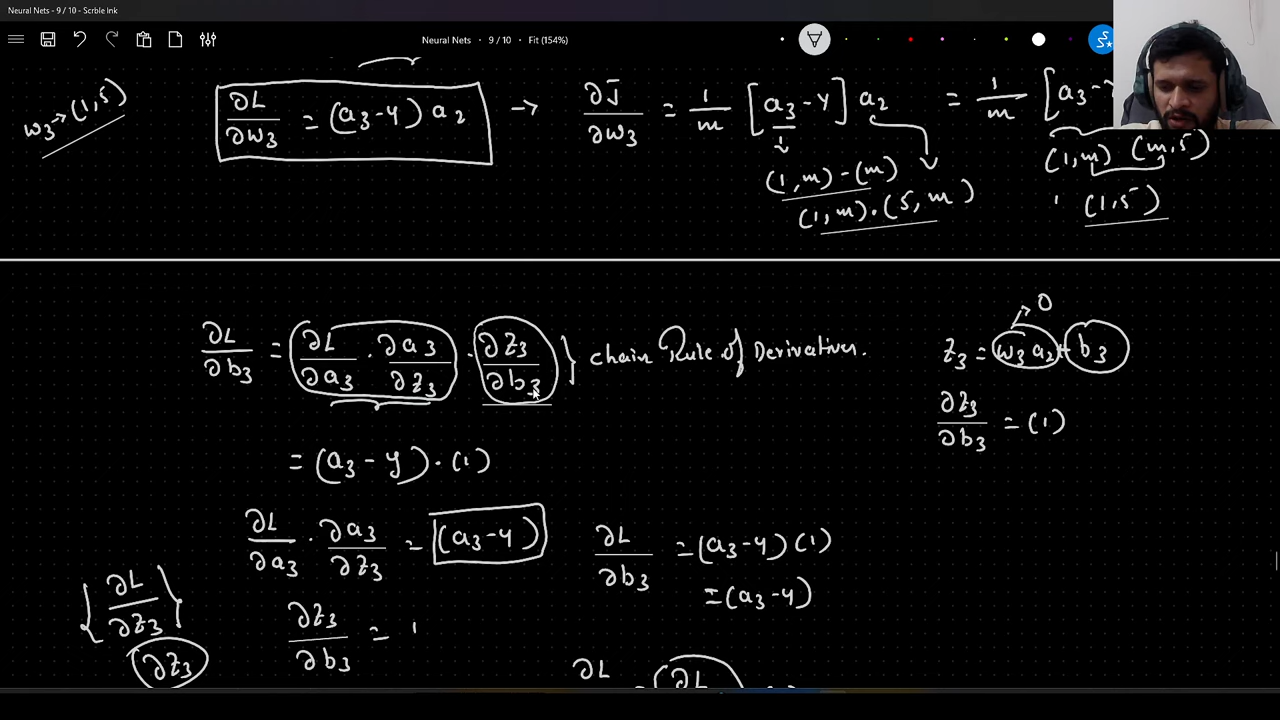 Neural Nets - 9 / 10 - Scrble Ink
Neural Nets • 9 / 10 • Fit (154%)
w₃ → (1,5)
∂L/∂w₃ = (a₃-y) a₂ → ∂J/∂w₃ = 1/m [a₃-y] a₂ = 1/m [a₃-
(1,m) - (m)
(1,m) · (5,m)
(1,m) (m,5)
(1,5)
∂L/∂b₃ = ∂L/∂a₃ · ∂a₃/∂z₃ · ∂z₃/∂b₃ } chain Rule of Derivatives.
z₃ = w₃a₂ + b₃
→ 0
∂z₃/∂b₃ = (1)
= (a₃-y) · (1)
∂L/∂a₃ · ∂a₃/∂z₃ = (a₃-y)
∂L/∂b₃ = (a₃-y) (1)
= (a₃-y)
{ ∂L/∂z₃ }
∂z₃
∂z₃/∂b₃ = 1
∂L
∂L